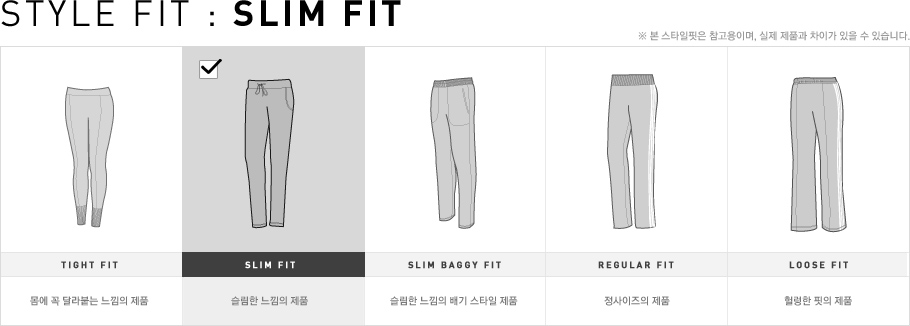 STYLE FIT : SLIM FIT
※ 본 스타일핏은 참고용이며, 실제 제품과 차이가 있을 수 있습니다.
TIGHT FIT
SLIM FIT
SLIM BAGGY FIT
REGULAR FIT
LOOSE FIT
몸에 꼭 달라붙는 느낌의 제품
슬림한 느낌의 제품
슬림한 느낌의 배기 스타일 제품
정사이즈의 제품
헐렁한 핏의 제품